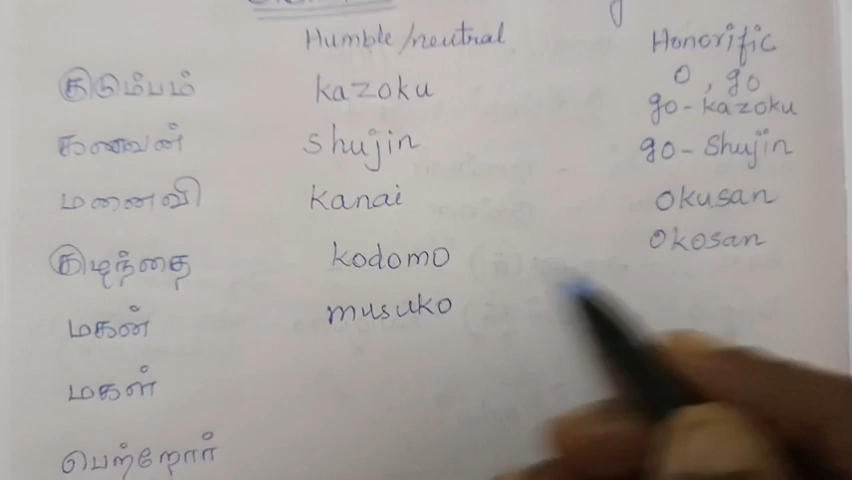 Humble/neutral Honorific
o, go
குடும்பம் kazoku go-kazoku
கணவன் shujin go-shujin
மனைவி kanai okusan
குழந்தை kodomo okosan
மகன் musuko
மகள்
பெற்றோர்